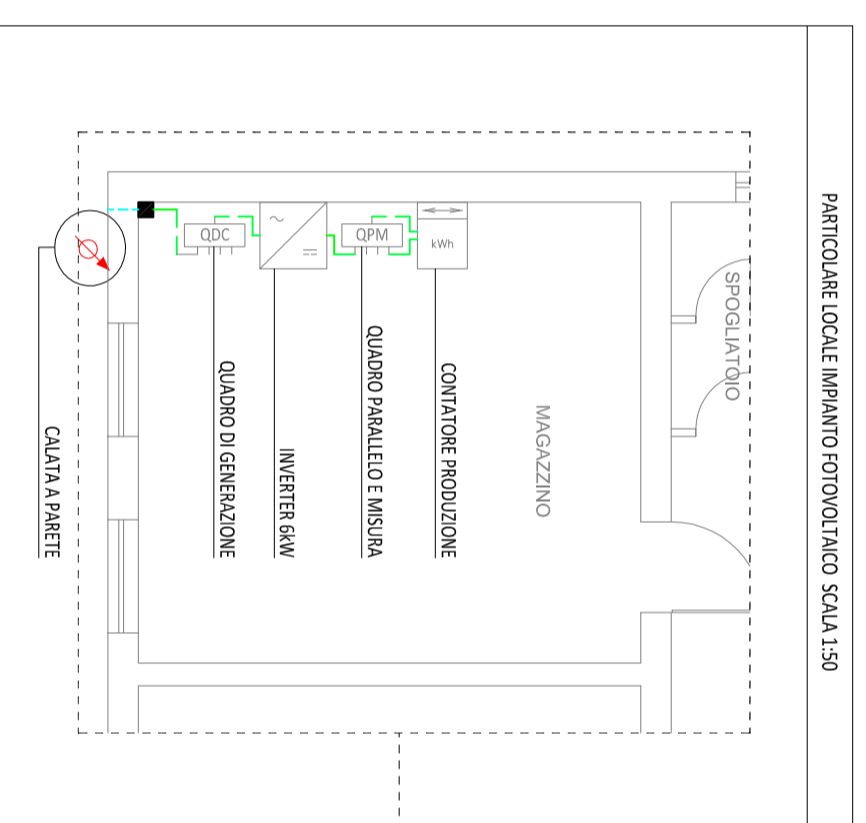 PARTICOLARE LOCALE IMPIANTO FOTOVOLTAICO SCALA 1:50
SPOGLIATOIO
MAGAZZINO
CONTATORE PRODUZIONE
QUADRO PARALLELO E MISURA
INVERTER 6kW
QUADRO DI GENERAZIONE
CALATA A PARETE
QDC
QPM
kWh